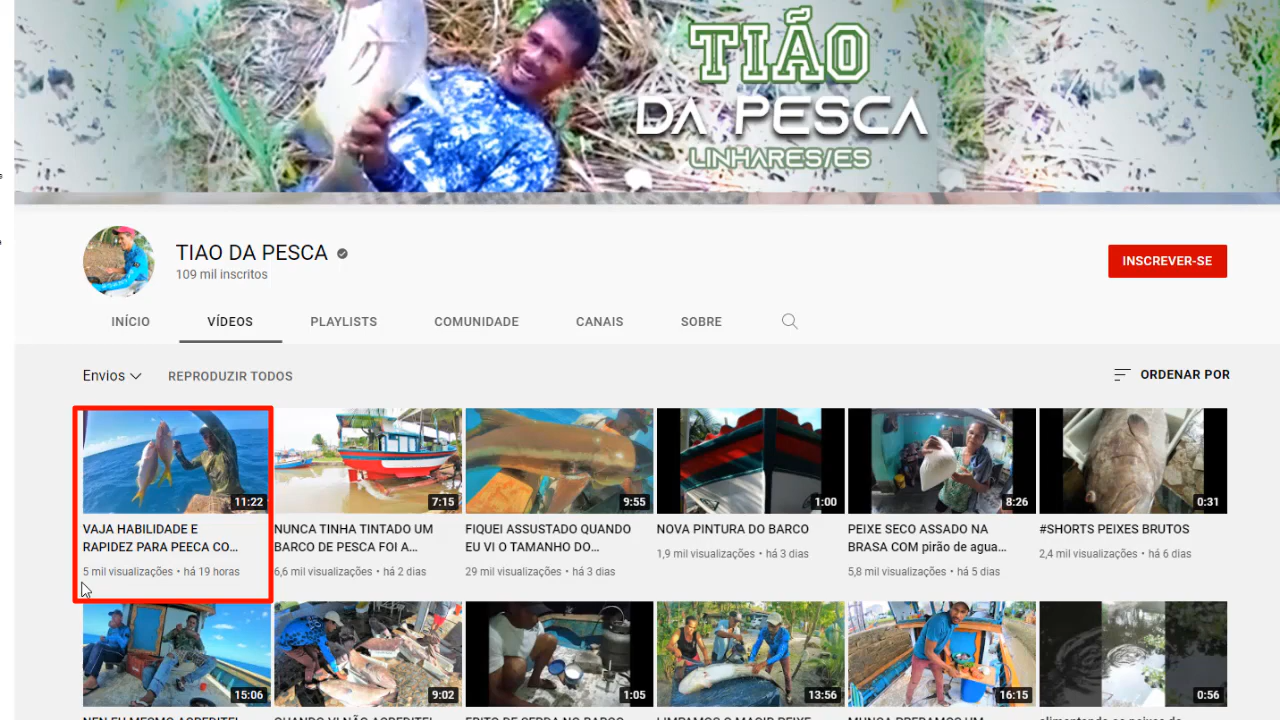 TIÃO
DA PESCA
LINHARES/ES
TIAO DA PESCA
109 mil inscritos
INSCREVER-SE
INÍCIO VÍDEOS PLAYLISTS COMUNIDADE CANAIS SOBRE
Envios REPRODUZIR TODOS
ORDENAR POR
11:22
7:15
9:55
1:00
8:26
0:31
VAJA HABILIDADE E
RAPIDEZ PARA PEECA CO...
5 mil visualizações • há 19 horas
NUNCA TINHA TINTADO UM
BARCO DE PESCA FOI A...
6,6 mil visualizações • há 2 dias
FIQUEI ASSUSTADO QUANDO
EU VI O TAMANHO DO...
29 mil visualizações • há 3 dias
NOVA PINTURA DO BARCO
1,9 mil visualizações • há 3 dias
PEIXE SECO ASSADO NA
BRASA COM pirão de agua...
5,8 mil visualizações • há 5 dias
#SHORTS PEIXES BRUTOS
2,4 mil visualizações • há 6 dias
15:06
9:02
1:05
13:56
16:15
0:56